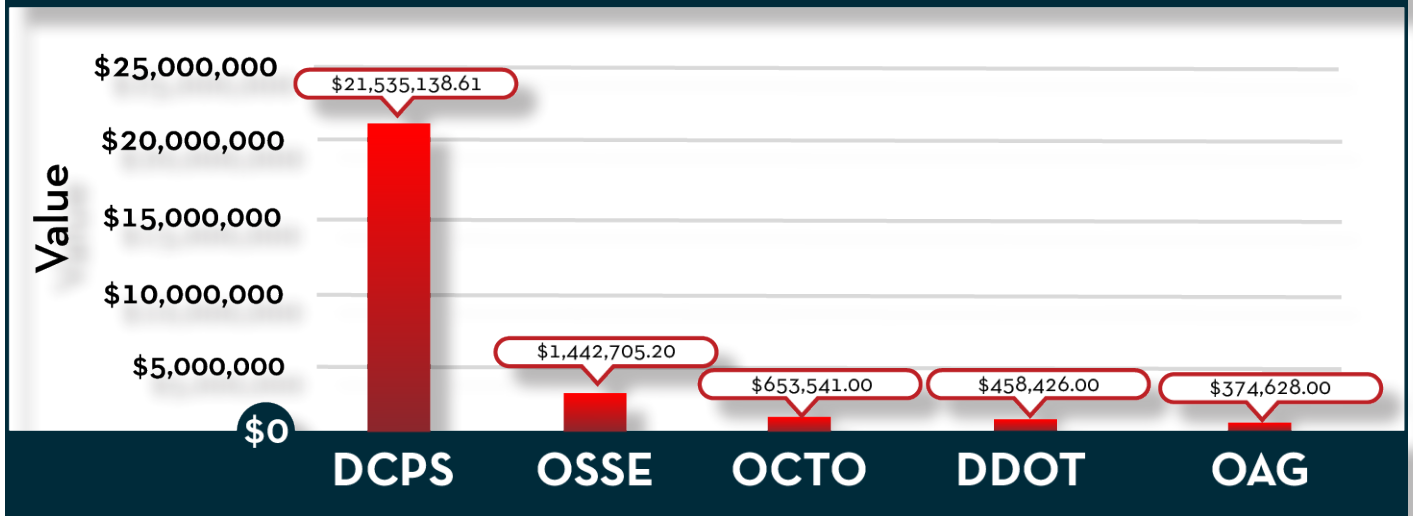 Value
$25,000,000
$20,000,000
$15,000,000
$10,000,000
$5,000,000
$0
$21,535,138.61
$1,442,705.20
$653,541.00
$458,426.00
$374,628.00
DCPS
OSSE
OCTO
DDOT
OAG